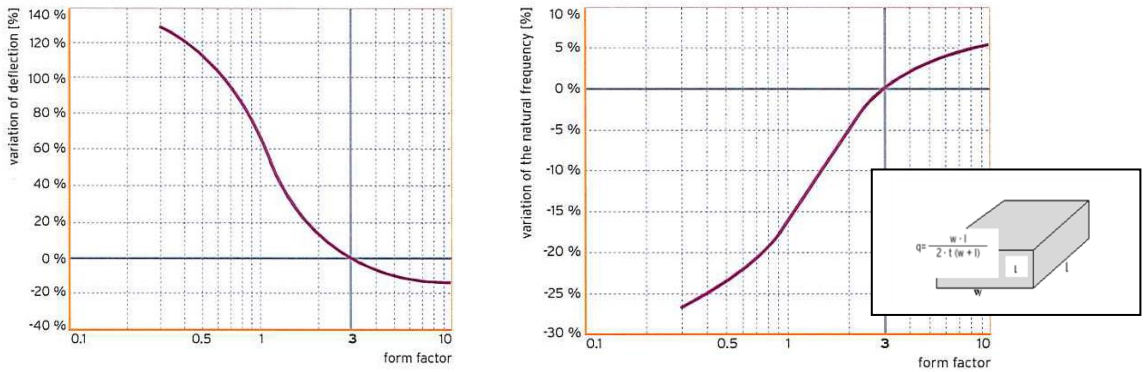 variation of deflection [%]
140 %
120 %
100 %
80 %
60 %
40 %
20 %
0 %
-20 %
-40 %
0.1 0.5 1 3 10
form factor
variation of the natural frequency [%]
10 %
5 %
0 %
-5 %
-10 %
-15 %
-20 %
-25 %
-30 %
0.1 0.5 1 3 10
form factor
q= w · l
2 · t (w + l)
t
l
w